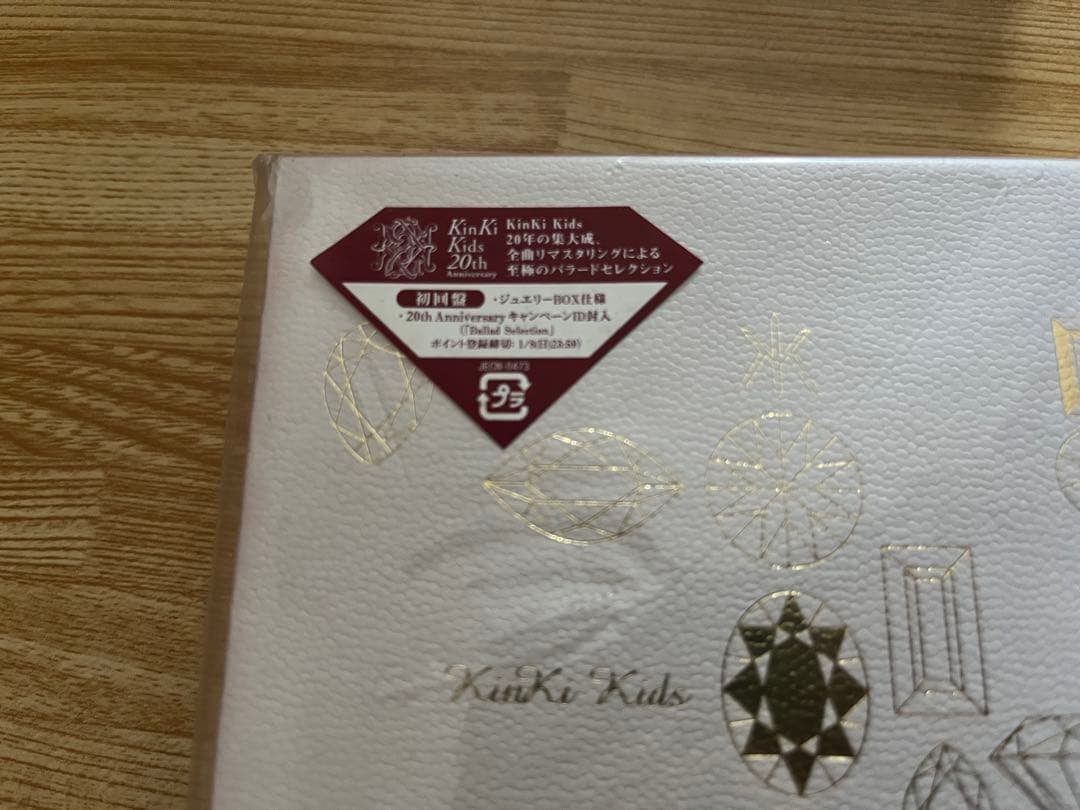 KinKi
Kids
20th
Anniversary
KinKi Kids
20年の集大成、
全曲リマスタリングによる
至極のバラードセレクション
初回盤 ・ジュエリーBOX仕様
・20th Anniversary キャンペーンID封入
(「Ballad Selection」
ポイント登録締切: 1/8(日)23:59)
プラ
KinKi Kids